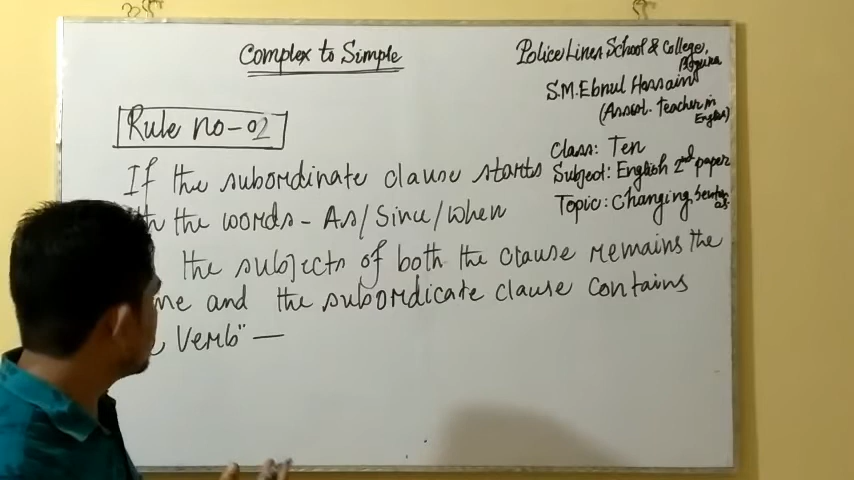 Complex to Simple
Police Lines School & College,
Bogura
S.M. Ebnul Hossain
(Assist. Teacher in
English)
Class: Ten
Subject: English 2nd paper
Topic: Changing Senten
ces.
Rule no-02
If the subordinate clause starts
the words- As/Since/When
the subjects of both the clause remains the
me and the subordicate clause contains
Verb" —